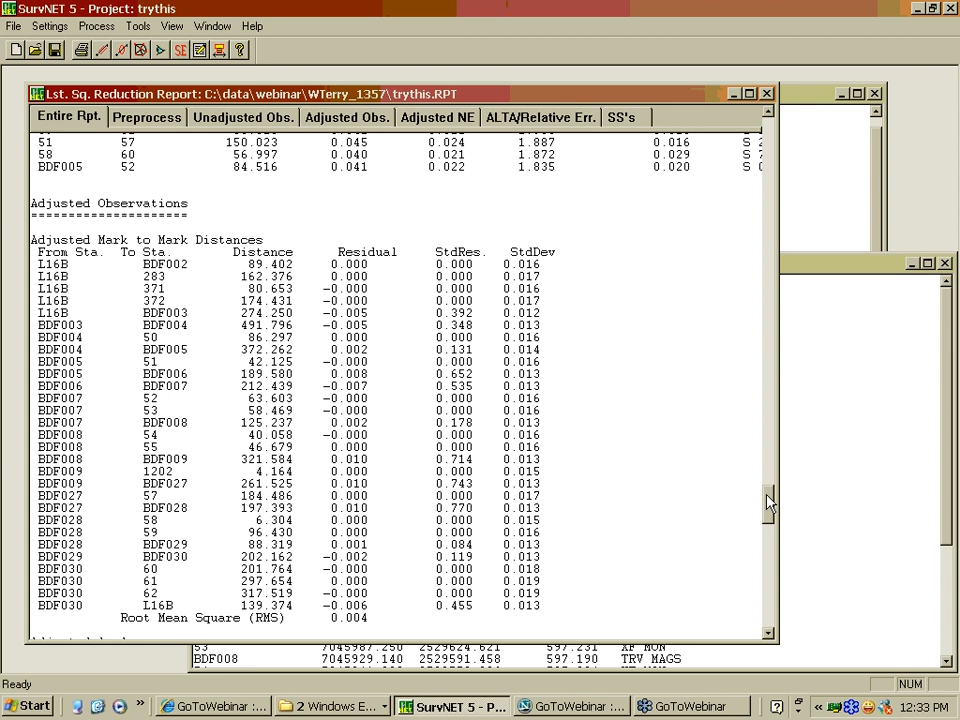 SurvNET 5 - Project: trythis
File Settings Process Tools View Window Help
SE
Lst. Sq. Reduction Report: C:\data\webinar\WTerry_1357\trythis.RPT
Entire Rpt. Preprocess Unadjusted Obs. Adjusted Obs. Adjusted NE ALTA/Relative Err. SS's
51 57 150.023 0.045 0.024 1.887 0.016 S 2
58 60 56.997 0.040 0.021 1.872 0.029 S 7
BDF005 52 84.516 0.041 0.022 1.835 0.020 S 0
Adjusted Observations
=====================
Adjusted Mark to Mark Distances
From Sta. To Sta. Distance Residual StdRes. StdDev
L16B BDF002 89.402 0.000 0.000 0.016
L16B 283 162.376 0.000 0.000 0.017
L16B 371 80.653 -0.000 0.000 0.016
L16B 372 174.431 -0.000 0.000 0.017
L16B BDF003 274.250 -0.005 0.392 0.012
BDF003 BDF004 491.796 -0.005 0.348 0.013
BDF004 50 86.297 0.000 0.000 0.016
BDF004 BDF005 372.262 0.002 0.131 0.014
BDF005 51 42.125 -0.000 0.000 0.016
BDF005 BDF006 189.580 0.008 0.652 0.013
BDF006 BDF007 212.439 -0.007 0.535 0.013
BDF007 52 63.603 -0.000 0.000 0.016
BDF007 53 58.469 -0.000 0.000 0.016
BDF007 BDF008 125.237 0.002 0.178 0.013
BDF008 54 40.058 -0.000 0.000 0.016
BDF008 55 46.679 0.000 0.000 0.016
BDF008 BDF009 321.584 0.010 0.714 0.013
BDF009 1202 4.164 -0.000 0.000 0.015
BDF009 BDF027 261.525 0.010 0.743 0.013
BDF027 57 184.486 0.000 0.000 0.017
BDF027 BDF028 197.393 0.010 0.770 0.013
BDF028 58 6.304 0.000 0.000 0.015
BDF028 59 96.430 0.000 0.000 0.016
BDF028 BDF029 88.319 0.001 0.084 0.013
BDF029 BDF030 202.162 -0.002 0.119 0.013
BDF030 60 201.764 -0.000 0.000 0.018
BDF030 61 297.654 -0.000 0.000 0.019
BDF030 62 317.519 -0.000 0.000 0.019
BDF030 L16B 139.374 -0.006 0.455 0.013
Root Mean Square (RMS) 0.004
53 7045987.250 2529624.621 597.231 XF MON
BDF008 7045929.140 2529591.458 597.190 TRV MAGS
Ready NUM
Start » GoToWebinar :... 2 Windows E... SurvNET 5 - P... GoToWebinar :... GoToWebinar « 12:33 PM